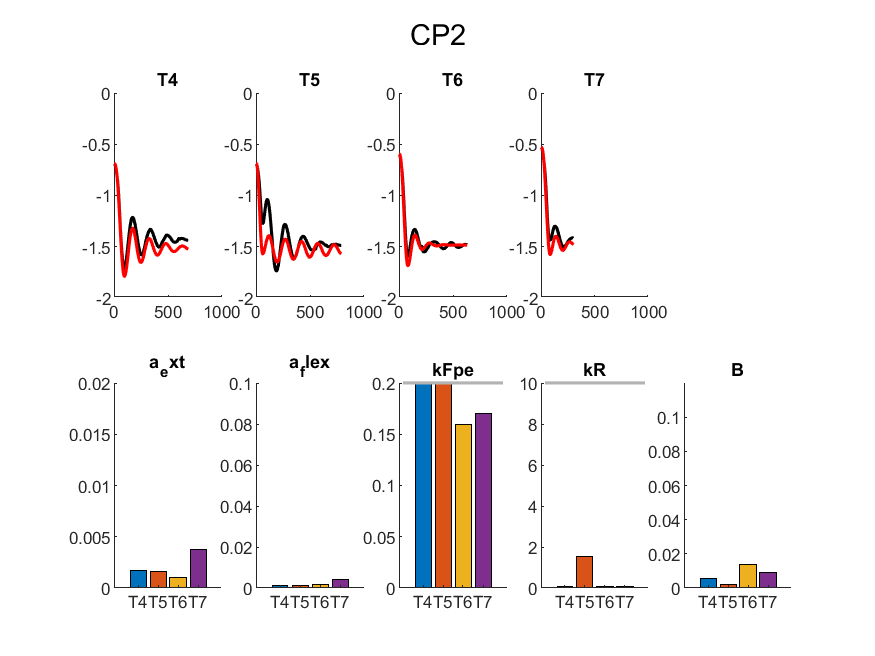 CP2
T4 T5 T6 T7
0 0 0 0
-0.5 -0.5 -0.5 -0.5
-1 -1 -1 -1
-1.5 -1.5 -1.5 -1.5
-2 -2 -2 -2
0 500 1000 0 500 1000 0 500 1000 0 500 1000
a_ext a_flex kFpe kR B
0.02 0.1 0.2 10
0.1
0.015 0.08 0.15 8 0.08
0.01 0.06 0.1 6 0.06
0.04 4 0.04
0.005 0.02 0.05 2 0.02
0 0 0 0 0
T4T5T6T7 T4T5T6T7 T4T5T6T7 T4T5T6T7 T4T5T6T7